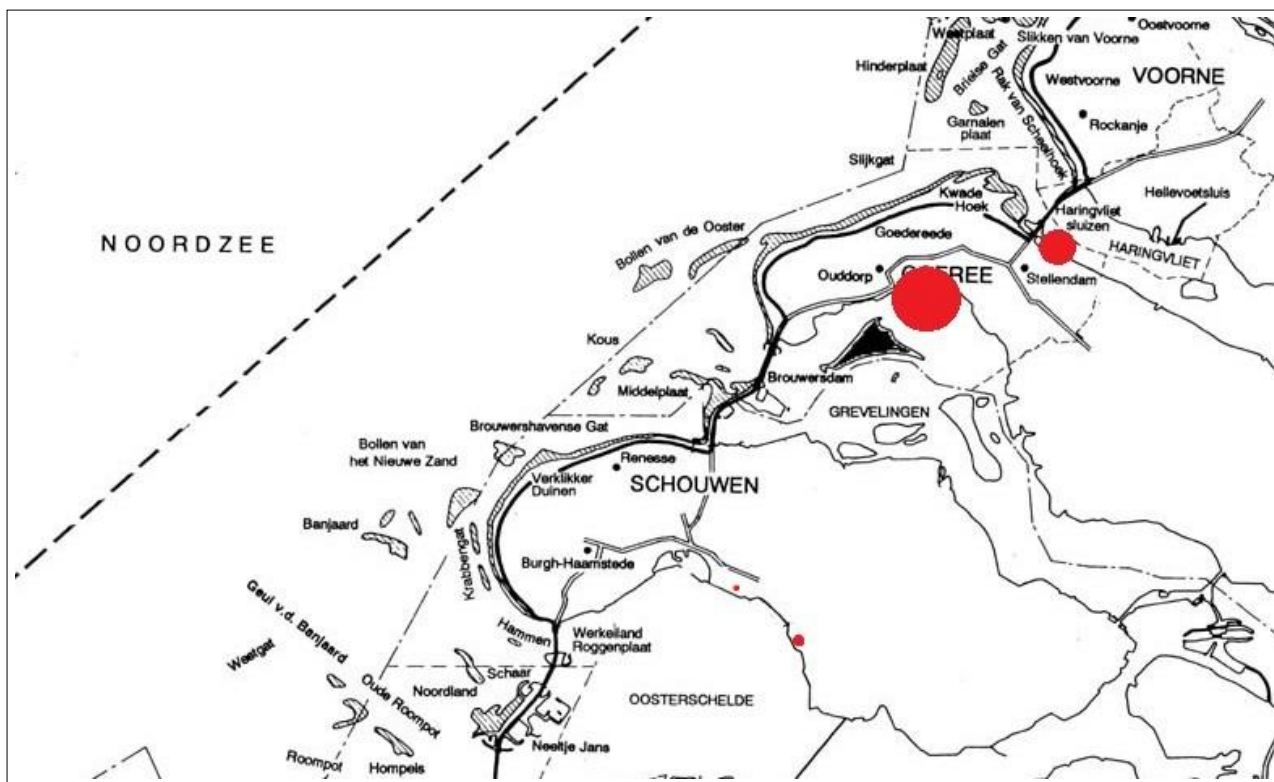 Westplaat
Oostvoorne
Slikken van Voorne
Hinderplaat
Brielse Gat
Westvoorne
VOORNE
Rak van Scheelhoek
Garnalen
plaat
Rockanje
Slijkgat
Kwade
Hoek
Hellevoetsluis
Haringvliet
sluizen
NOORDZEE
Bollen van de Ooster
Goedereede
HARINGVLIET
Ouddorp
Stellendam
Kous
Middelplaat
Brouwersdam
GREVELINGEN
Brouwershavense Gat
Bollen van
het Nieuwe Zand
Renesse
SCHOUWEN
Verklikker
Duinen
Banjaard
Krabbengat
Burgh-Haamstede
Geul v.d. Banjaard
Hammen
Werkeiland
Roggenplaat
Westgat
Schaar
Noordland
Oude Roompot
OOSTERSCHELDE
Neeltje Jans
Roompot
Hompels